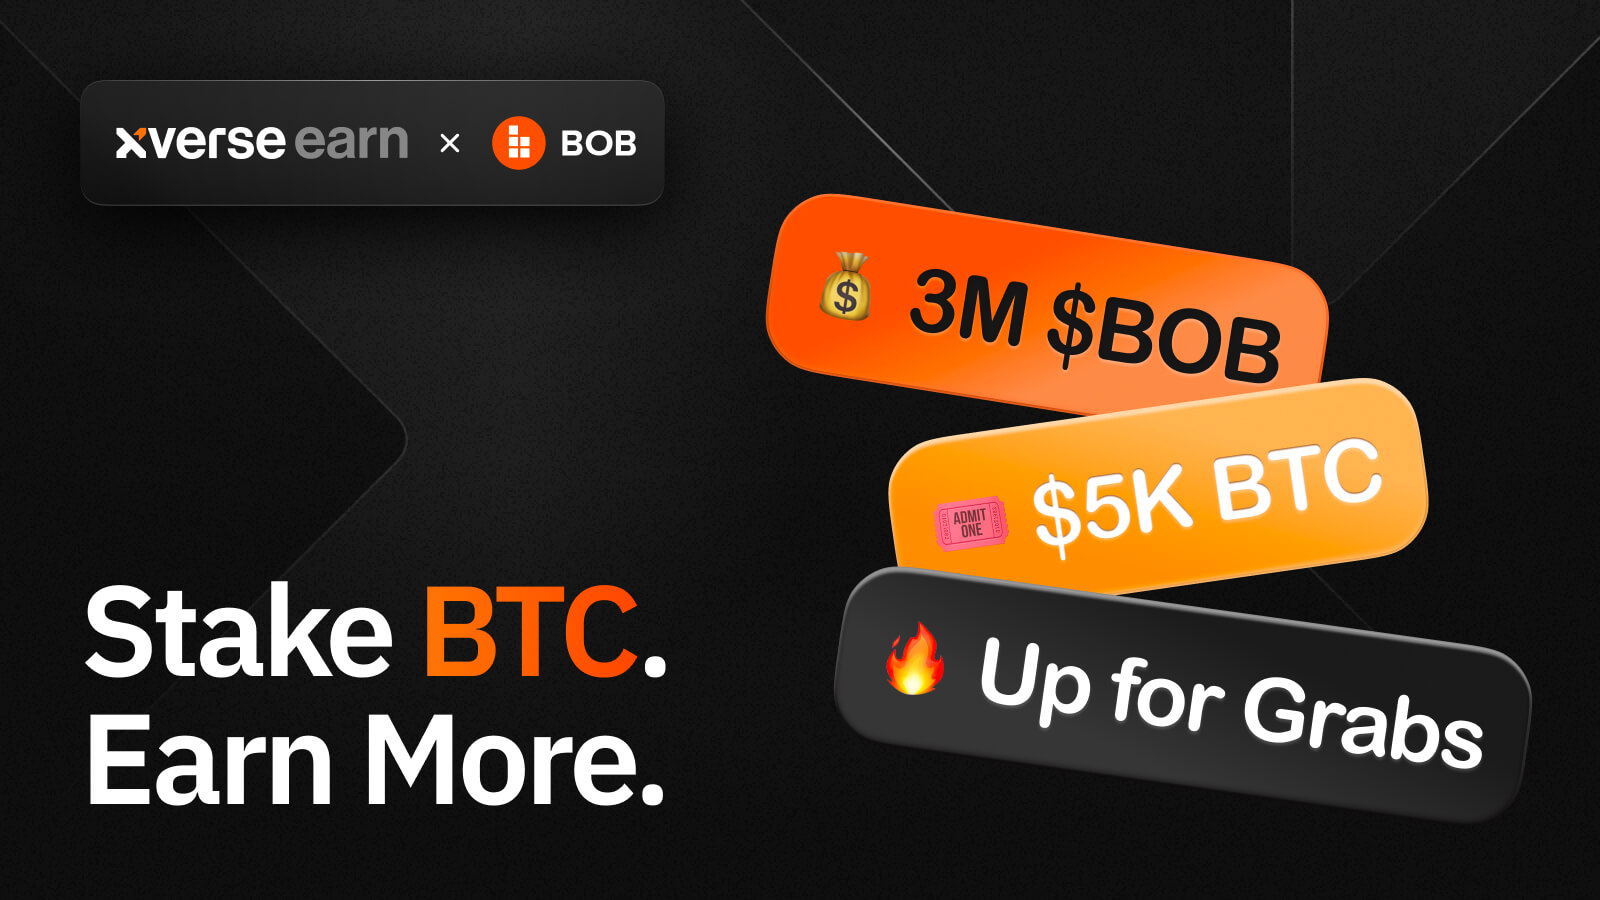 xverse earn × BOB
3M $BOB
$5K BTC
ADMIT
ONE
Up for Grabs
Stake BTC.
Earn More.